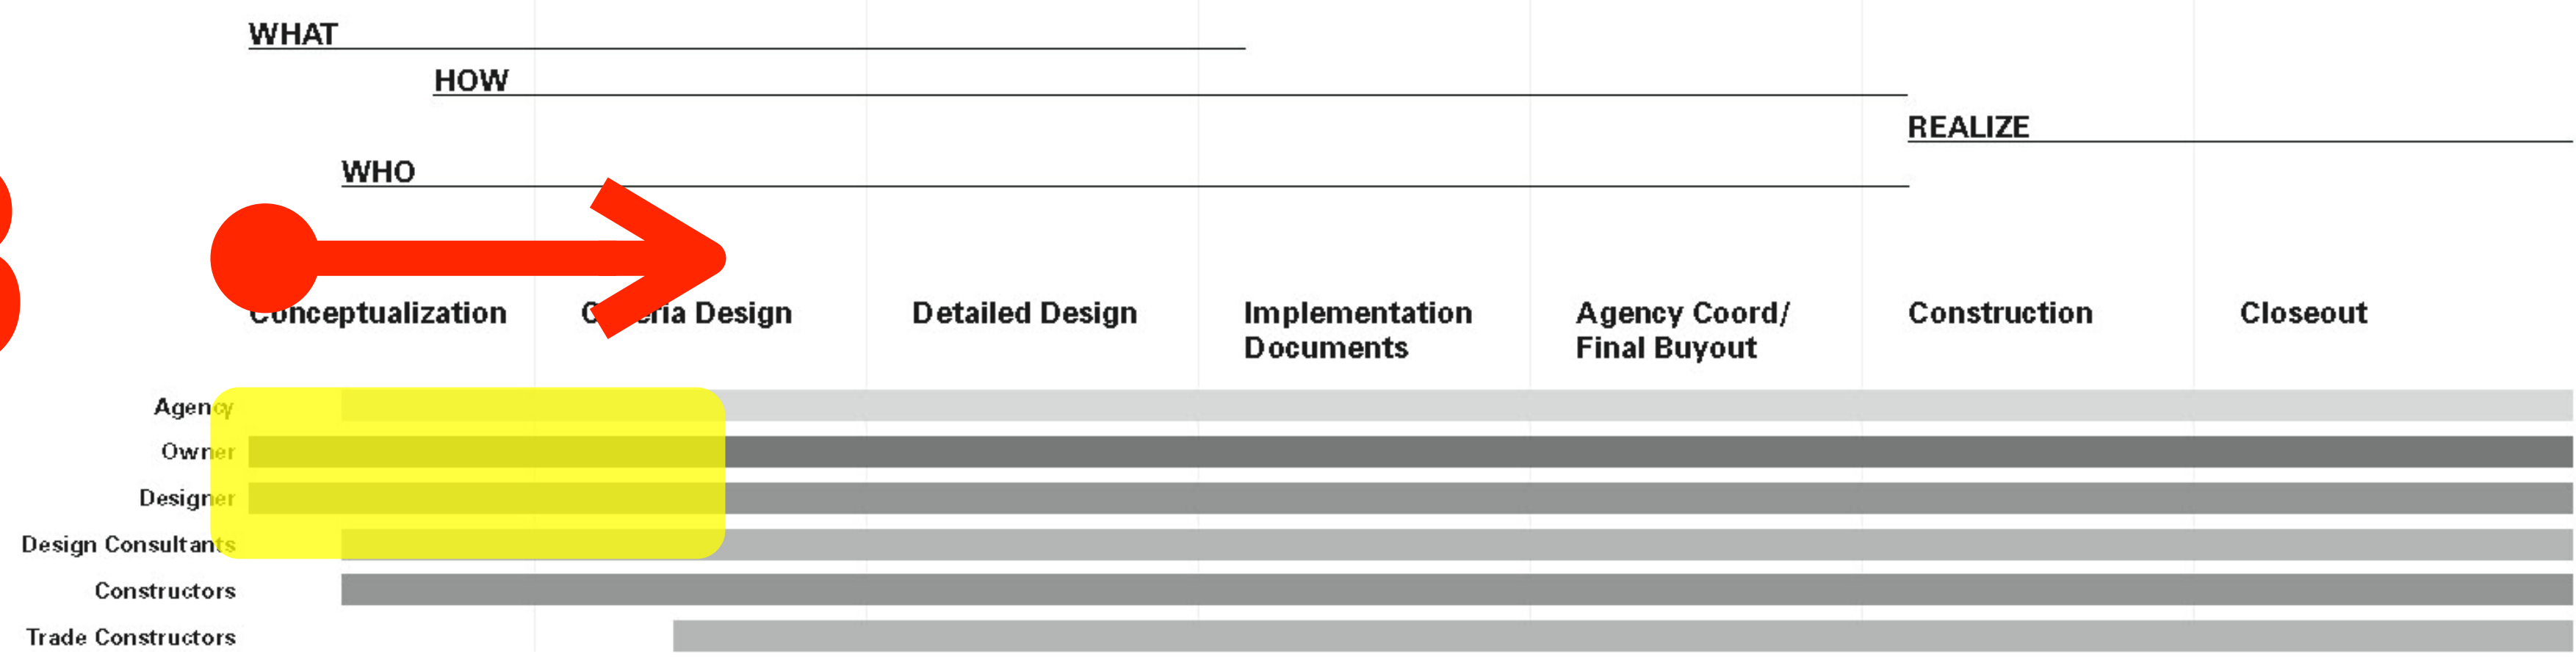 WHAT
HOW
REALIZE
WHO
Conceptualization
Criteria Design
Detailed Design
Implementation
Documents
Agency Coord/
Final Buyout
Construction
Closeout
Agency
Owner
Designer
Design Consultants
Constructors
Trade Constructors